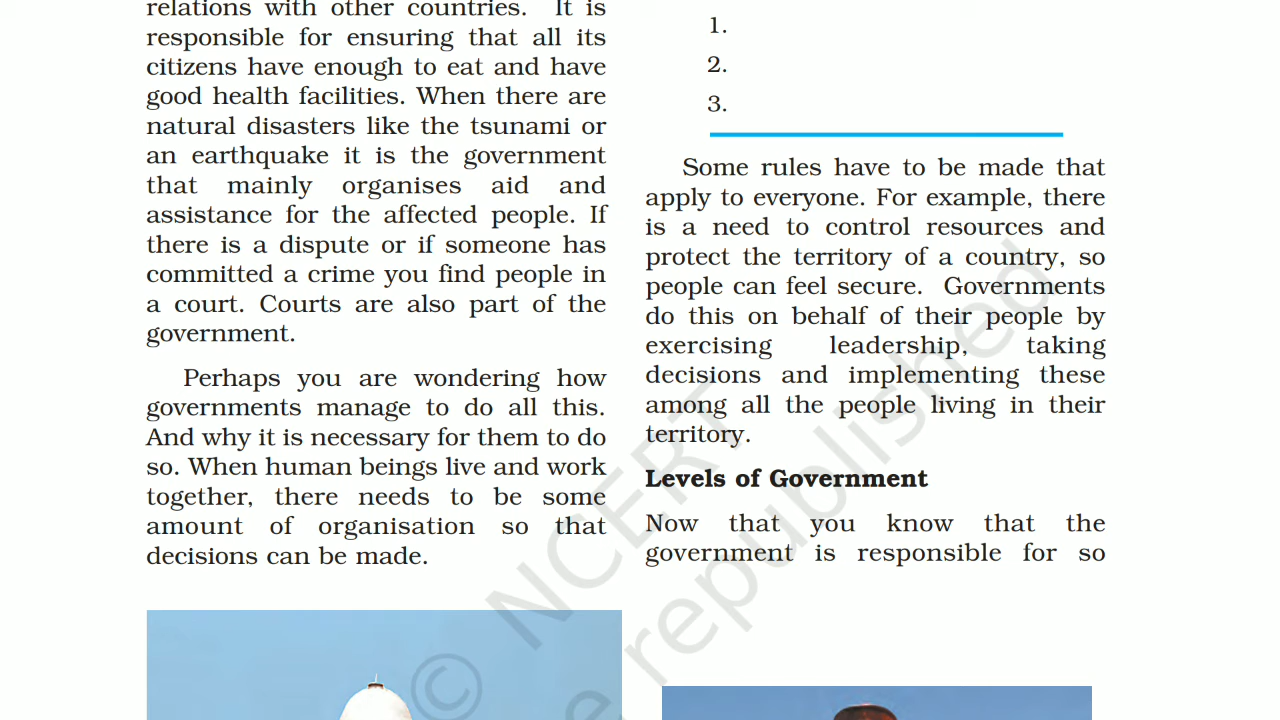 relations with other countries. It is
responsible for ensuring that all its
citizens have enough to eat and have
good health facilities. When there are
natural disasters like the tsunami or
an earthquake it is the government
that mainly organises aid and
assistance for the affected people. If
there is a dispute or if someone has
committed a crime you find people in
a court. Courts are also part of the
government.
Perhaps you are wondering how
governments manage to do all this.
And why it is necessary for them to do
so. When human beings live and work
together, there needs to be some
amount of organisation so that
decisions can be made.
1.
2.
3.
Some rules have to be made that
apply to everyone. For example, there
is a need to control resources and
protect the territory of a country, so
people can feel secure. Governments
do this on behalf of their people by
exercising leadership, taking
decisions and implementing these
among all the people living in their
territory.
Levels of Government
Now that you know that the
government is responsible for so
© NCERT
republished